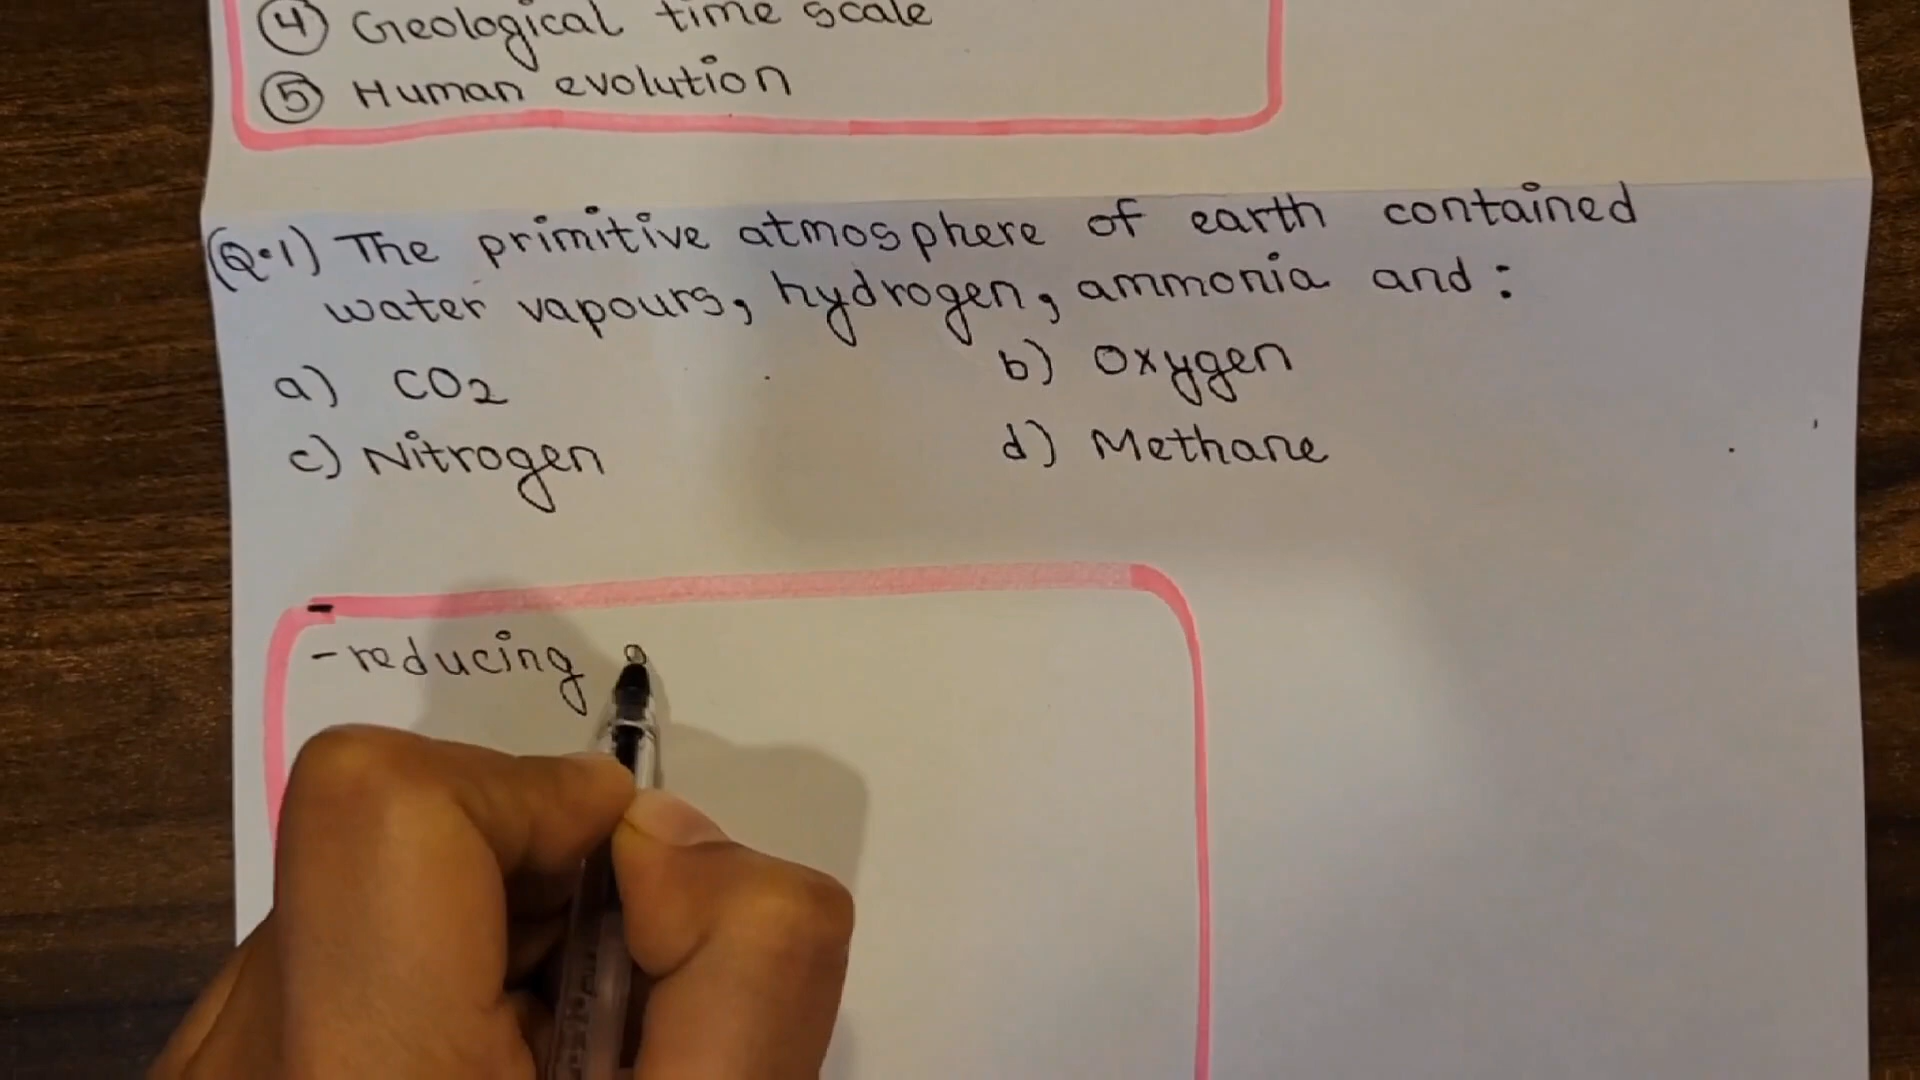 ④ Geological time scale
⑤ Human evolution
(Q.1) The primitive atmosphere of earth contained
water vapours, hydrogen, ammonia and :
a) CO2
b) Oxygen
c) Nitrogen
d) Methane
- reducing